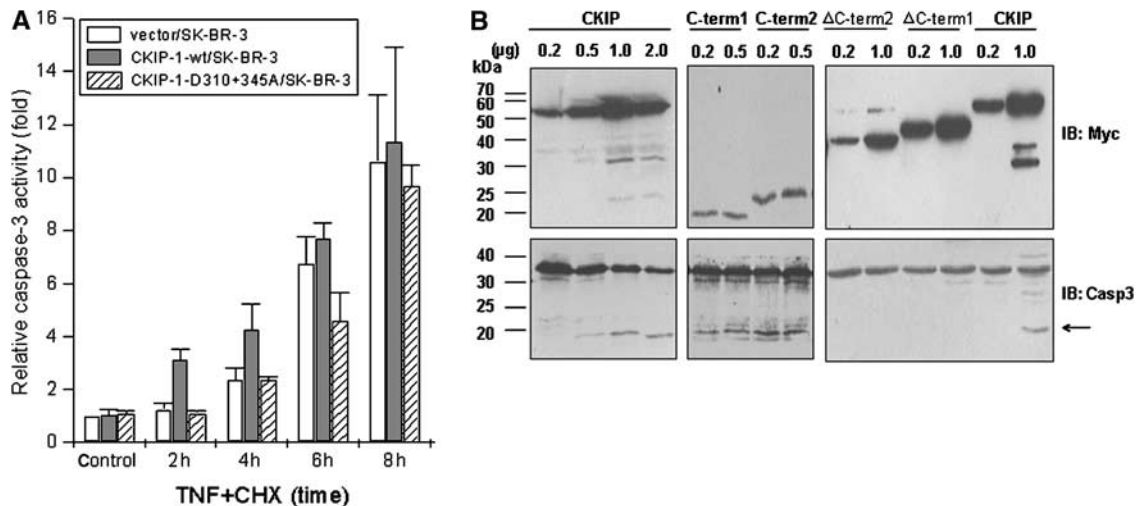 A
Relative caspase-3 activity (fold)
16
14
12
10
8
6
4
2
0
vector/SK-BR-3
CKIP-1-wt/SK-BR-3
CKIP-1-D310+345A/SK-BR-3
Control 2h 4h 6h 8h
TNF+CHX (time)
B
CKIP C-term1 C-term2 ΔC-term2 ΔC-term1 CKIP
(μg) 0.2 0.5 1.0 2.0 0.2 0.5 0.2 0.5 0.2 1.0 0.2 1.0 0.2 1.0
kDa
70
60
50
40
30
25
20
IB: Myc
40
30
25
20
IB: Casp3